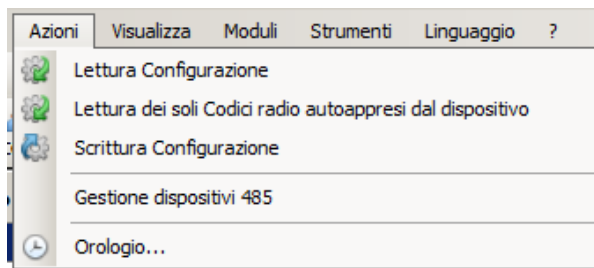 Azioni Visualizza Moduli Strumenti Linguaggio ?
Lettura Configurazione
Lettura dei soli Codici radio autoappresi dal dispositivo
Scrittura Configurazione
Gestione dispositivi 485
Orologio...